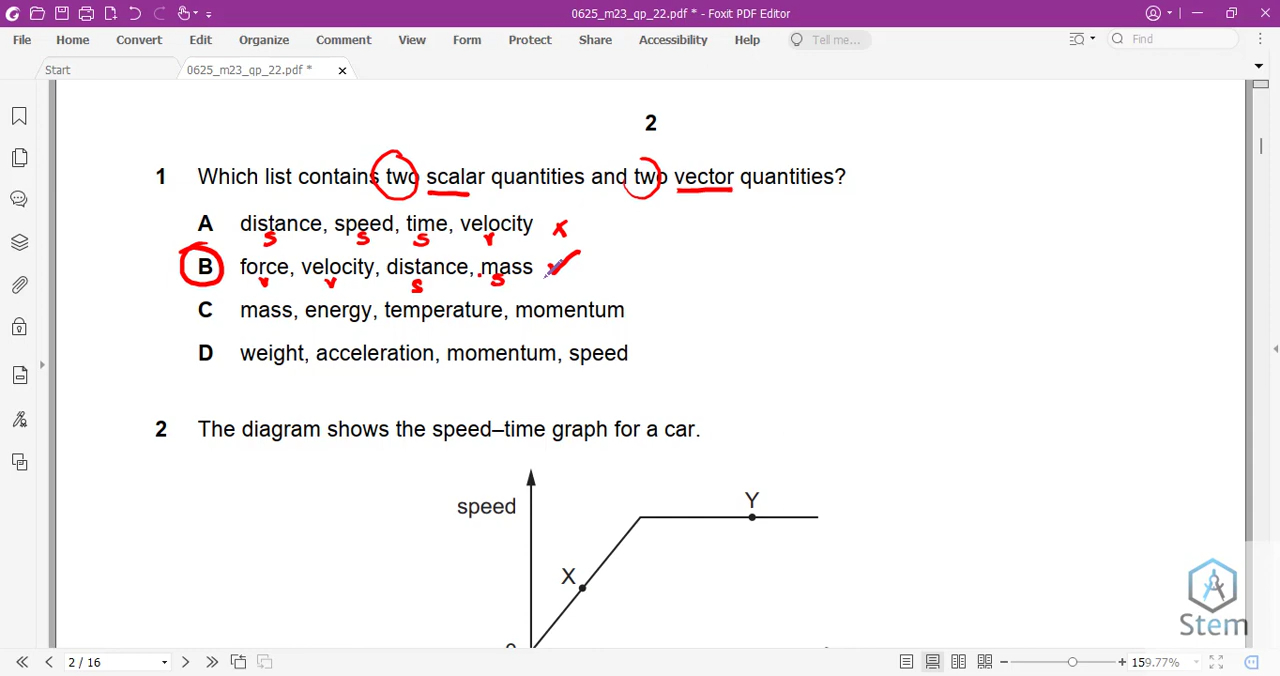 0625_m23_qp_22.pdf * - Foxit PDF Editor
File Home Convert Edit Organize Comment View Form Protect Share Accessibility Help Tell me... Find
Start 0625_m23_qp_22.pdf *
2
1 Which list contains two scalar quantities and two vector quantities?
A distance, speed, time, velocity x
s s s v
B force, velocity, distance, mass ✓
v v s s
C mass, energy, temperature, momentum
D weight, acceleration, momentum, speed
2 The diagram shows the speed–time graph for a car.
Y
speed
X
0
Stem
2 / 16 159.77%